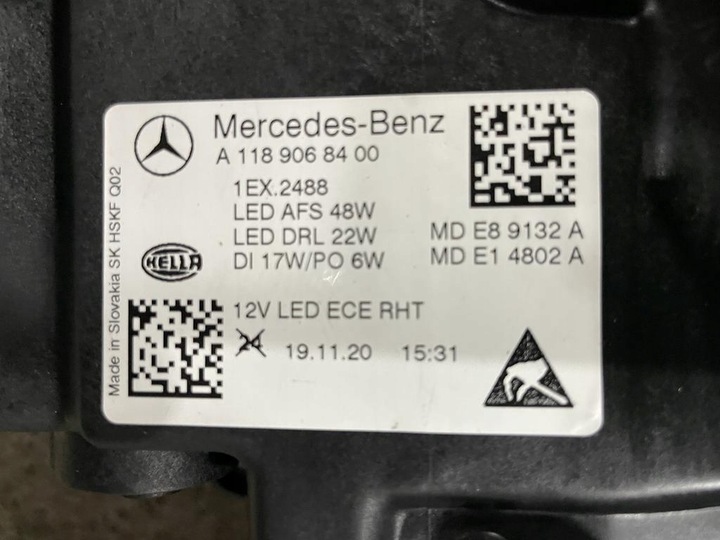 Mercedes-Benz
A 118 906 84 00
1EX.2488
LED AFS 48W
LED DRL 22W
DI 17W/PO 6W
MD E8 9132 A
MD E1 4802 A
HELLA
12V LED ECE RHT
24
19.11.20 15:31
Made in Slovakia SK HSKF Q02